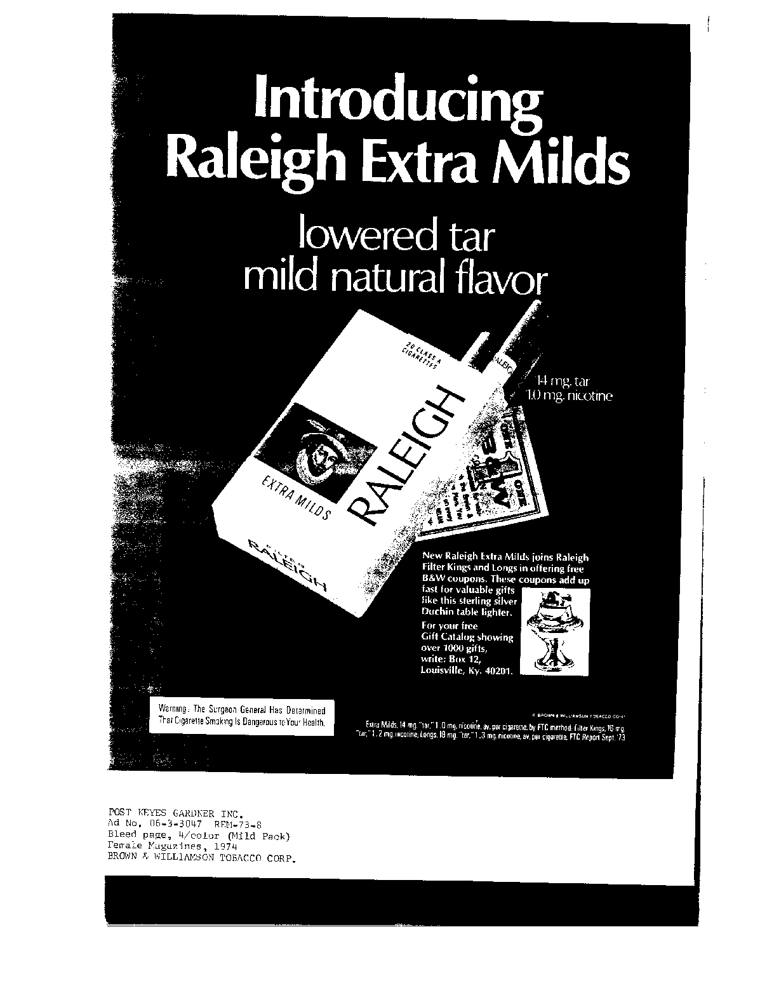 Introducing
Raleigh Extra Milds
lowered tar
mild natural flavor
20 CLASS A
CIGARETTES
RALEIGH
14 mg. tar
1.0 mg. nicotine
EXTRA MILDS
RALEIGH
FILTER
RALEIGH
New Raleigh Extra Milds joins Raleigh
Filter Kings and Longs in offering free
B&W coupons. These coupons add up
fast for valuable gifts
like this sterling silver
Duchin table lighter.
For your free
Gift Catalog showing
over 1000 gifts,
write: Box 12,
Louisville, Ky. 40201.
Warning: The Surgeon General Has Determined
That Cigarette Smoking Is Dangerous to Your Health.
© BROWN & WILLIAMSON TOBACCO CORP.
Extra Milds, 14 mg. "tar," 1.0 mg. nicotine, av. per cigarette, by FTC method. Filter Kings, 16 mg.
"tar," 1.2 mg. nicotine; Longs, 18 mg. "tar," 1.3 mg. nicotine, av. per cigarette, FTC Report Sept. '73
POST KEYES GARDNER INC.
Ad No. 06-3-3047 REM-73-8
Bleed page, 4/color (Mild Pack)
Female Magazines, 1974
BROWN & WILLIAMSON TOBACCO CORP.